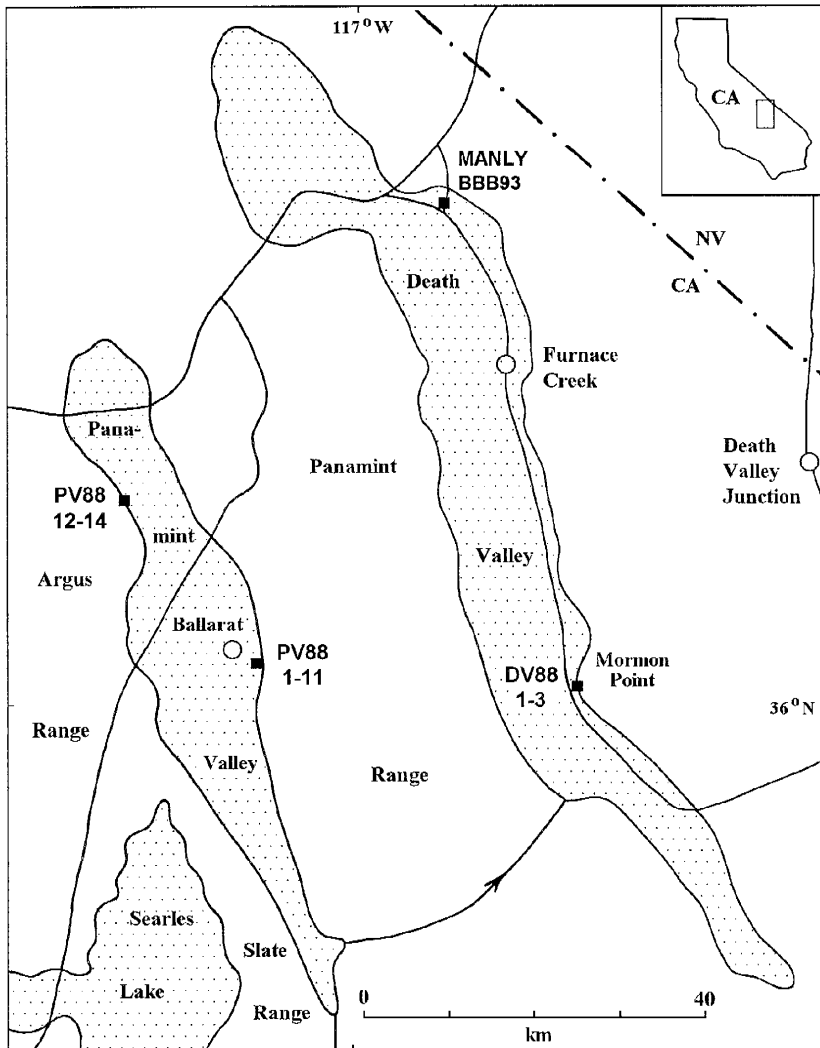 117°W
CA
MANLY
BBB93
NV
CA
Death
Furnace
Creek
Pana-
Death
Valley
Junction
Panamint
PV88
12-14
mint
Valley
Argus
Ballarat
PV88
1-11
Mormon
Point
DV88
1-3
36°N
Range
Valley
Range
Searles
Slate
Lake
Range
0
40
km